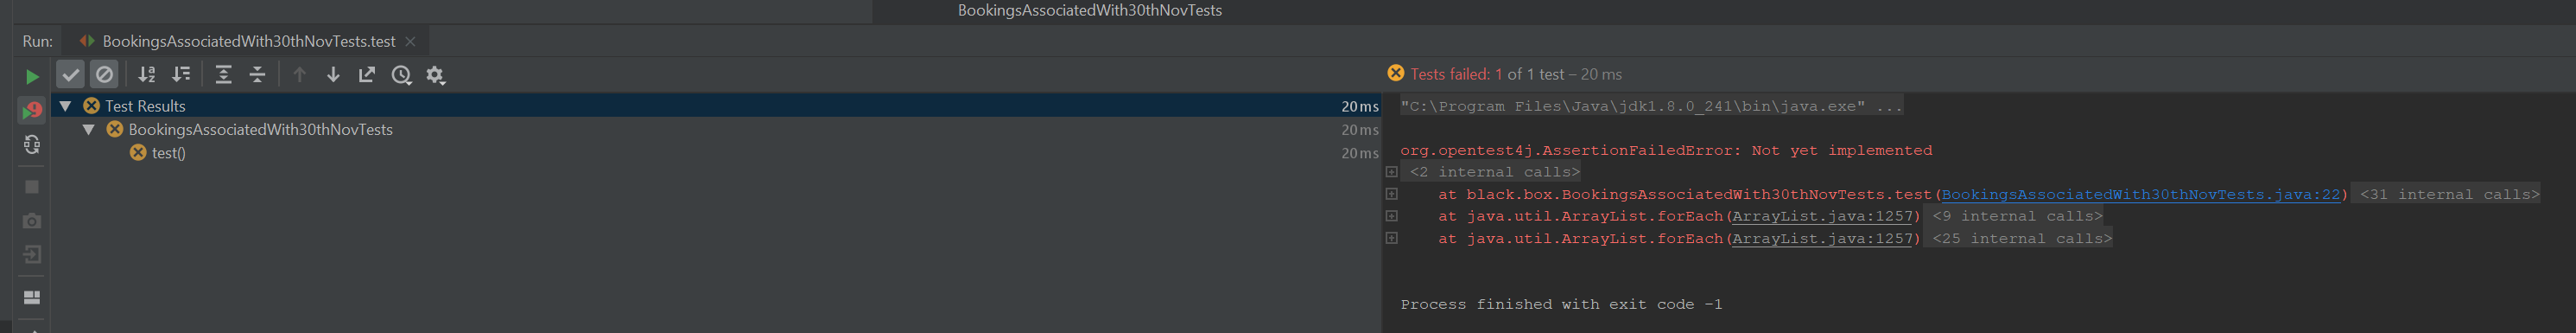 BookingsAssociatedWith30thNovTests
Run: BookingsAssociatedWith30thNovTests.test
Tests failed: 1 of 1 test – 20 ms
Test Results 20 ms
BookingsAssociatedWith30thNovTests 20 ms
test() 20 ms
"C:\Program Files\Java\jdk1.8.0_241\bin\java.exe" ...
org.opentest4j.AssertionFailedError: Not yet implemented
<2 internal calls>
at black.box.BookingsAssociatedWith30thNovTests.test(BookingsAssociatedWith30thNovTests.java:22) <31 internal calls>
at java.util.ArrayList.forEach(ArrayList.java:1257) <9 internal calls>
at java.util.ArrayList.forEach(ArrayList.java:1257) <25 internal calls>
Process finished with exit code -1